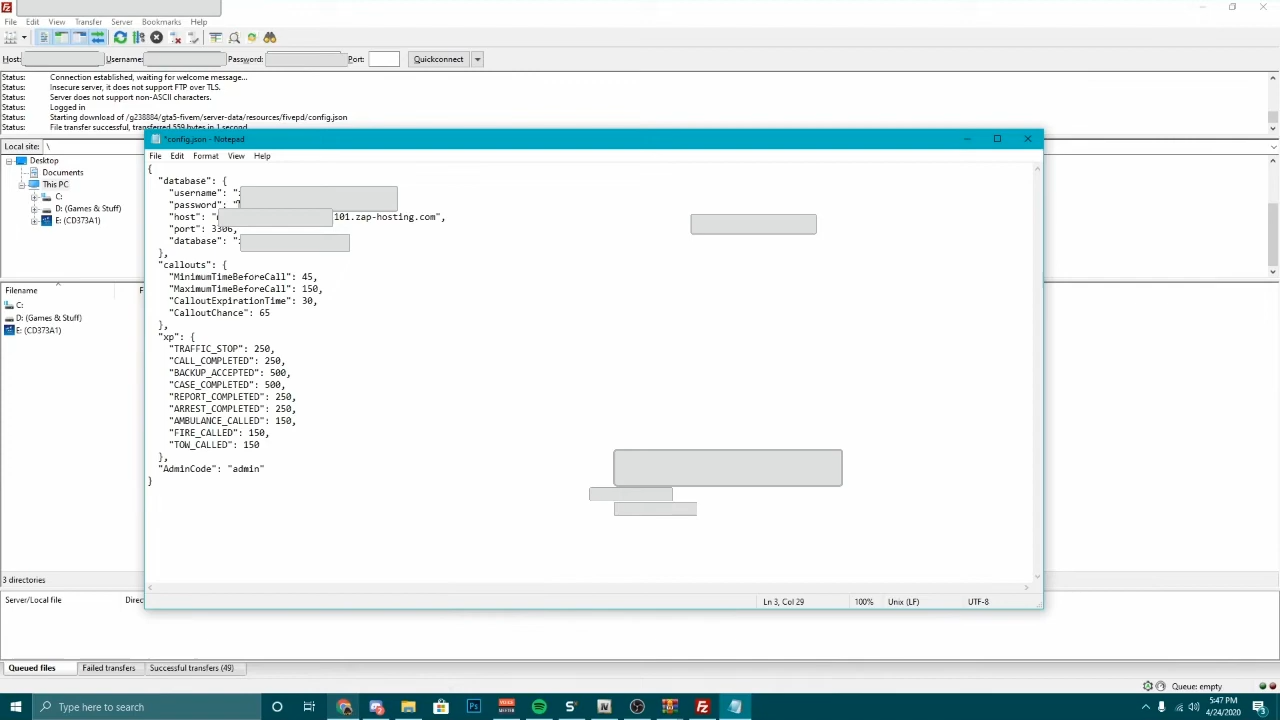 File Edit View Transfer Server Bookmarks Help
Host: Username: Password: Port: Quickconnect
Status: Connection established, waiting for welcome message...
Status: Insecure server, it does not support FTP over TLS.
Status: Server does not support non-ASCII characters.
Status: Logged in
Status: Starting download of /g238884/gta5-fivem/server-data/resources/fivepd/config.json
Status: File transfer successful, transferred 559 bytes in 1 second
Local site: \
Desktop
Documents
This PC
C:
D: (Games & Stuff)
E: (CD373A1)
Filename
C:
D: (Games & Stuff)
E: (CD373A1)
3 directories
Server/Local file Direc
Queued files Failed transfers Successful transfers (49)
Queue: empty
*config.json - Notepad
File Edit Format View Help
{
"database": {
"username": "
"password": "
"host": " 101.zap-hosting.com",
"port": 3306,
"database": "
},
"callouts": {
"MinimumTimeBeforeCall": 45,
"MaximumTimeBeforeCall": 150,
"CalloutExpirationTime": 30,
"CalloutChance": 65
},
"xp": {
"TRAFFIC_STOP": 250,
"CALL_COMPLETED": 250,
"BACKUP_ACCEPTED": 500,
"CASE_COMPLETED": 500,
"REPORT_COMPLETED": 250,
"ARREST_COMPLETED": 250,
"AMBULANCE_CALLED": 150,
"FIRE_CALLED": 150,
"TOW_CALLED": 150
},
"AdminCode": "admin"
}
Ln 3, Col 29 100% Unix (LF) UTF-8
Type here to search
5:47 PM
4/24/2020